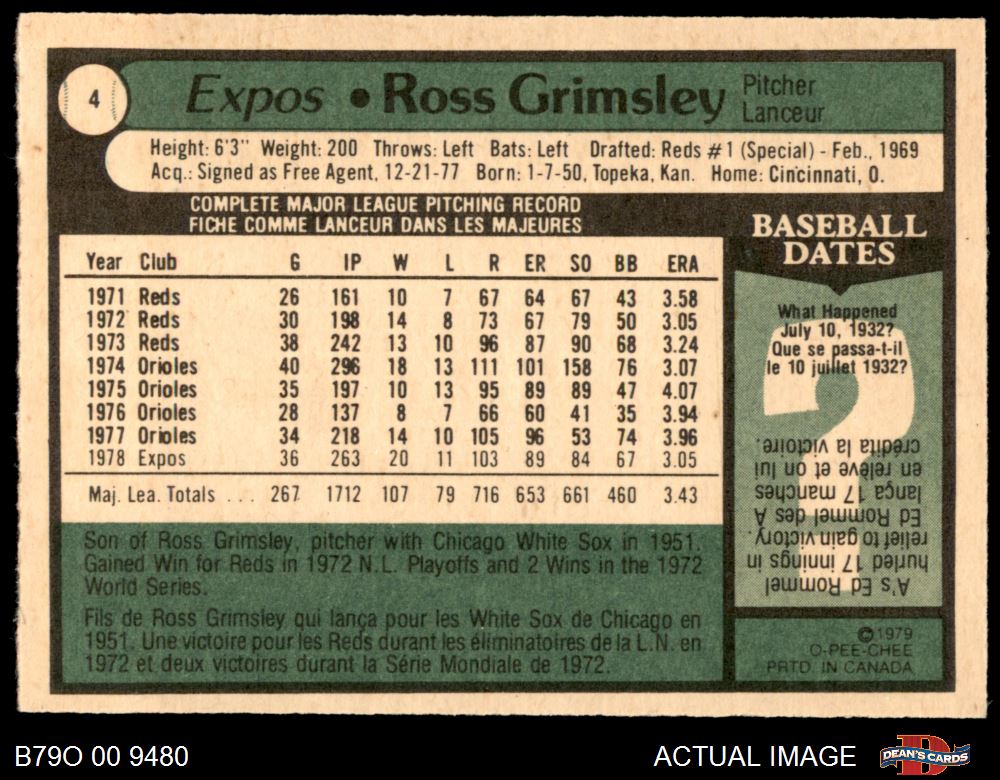 4
Expos • Ross Grimsley
Pitcher
Lanceur
Height: 6'3" Weight: 200 Throws: Left Bats: Left Drafted: Reds #1 (Special) - Feb., 1969
Acq.: Signed as Free Agent, 12-21-77 Born: 1-7-50, Topeka, Kan. Home: Cincinnati, O.
COMPLETE MAJOR LEAGUE PITCHING RECORD
FICHE COMME LANCEUR DANS LES MAJEURES
Year Club G IP W L R ER SO BB ERA
1971 Reds 26 161 10 7 67 64 67 43 3.58
1972 Reds 30 198 14 8 73 67 79 50 3.05
1973 Reds 38 242 13 10 96 87 90 68 3.24
1974 Orioles 40 296 18 13 111 101 158 76 3.07
1975 Orioles 35 197 10 13 95 89 89 47 4.07
1976 Orioles 28 137 8 7 66 60 41 35 3.94
1977 Orioles 34 218 14 10 105 96 53 74 3.96
1978 Expos 36 263 20 11 103 89 84 67 3.05
Maj. Lea. Totals ... 267 1712 107 79 716 653 661 460 3.43
Son of Ross Grimsley, pitcher with Chicago White Sox in 1951.
Gained Win for Reds in 1972 N.L. Playoffs and 2 Wins in the 1972
World Series.
Fils de Ross Grimsley qui lança pour les White Sox de Chicago en
1951. Une victoire pour les Reds durant les éliminatoires de la L.N. en
1972 et deux victoires durant la Série Mondiale de 1972.
BASEBALL
DATES
What Happened
July 10, 1932?
Que se passa-t-il
le 10 juillet 1932?
A's Ed Rommel
hurled 17 innings in
relief to gain victory.
Ed Rommel des A
lança 17 manches
en relève et on lui
crédita la victoire.
©1979
O-PEE-CHEE
PRTD. IN CANADA
B79O 00 9480
ACTUAL IMAGE
DEAN'S CARDS